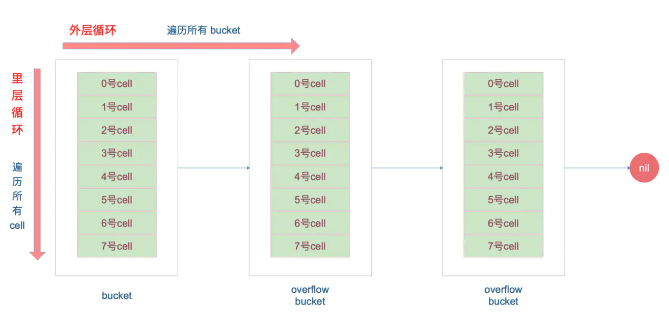 外层循环
遍历所有 bucket
里
层
循
环
遍
历
所
有
cell
0号cell
1号cell
2号cell
3号cell
4号cell
5号cell
6号cell
7号cell
bucket
0号cell
1号cell
2号cell
3号cell
4号cell
5号cell
6号cell
7号cell
overflow
bucket
0号cell
1号cell
2号cell
3号cell
4号cell
5号cell
6号cell
7号cell
overflow
bucket
nil